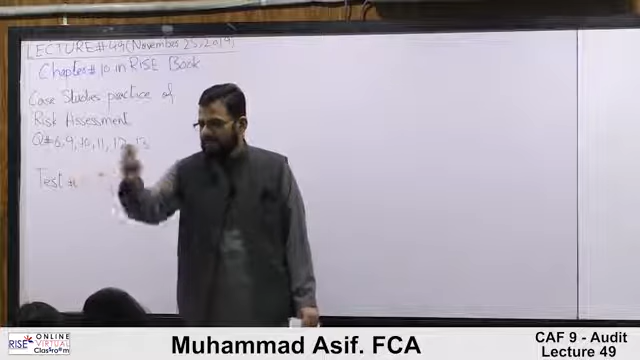 LECTURE#49 (November 25, 2019)
Chapter# 10 in RISE Book
Case Studies practice of
Risk Assessment
Q#6,9,10,11,12,13
Test #
RISE
ONLINE
VIRTUAL
Classroom
Muhammad Asif. FCA
CAF 9 - Audit
Lecture 49